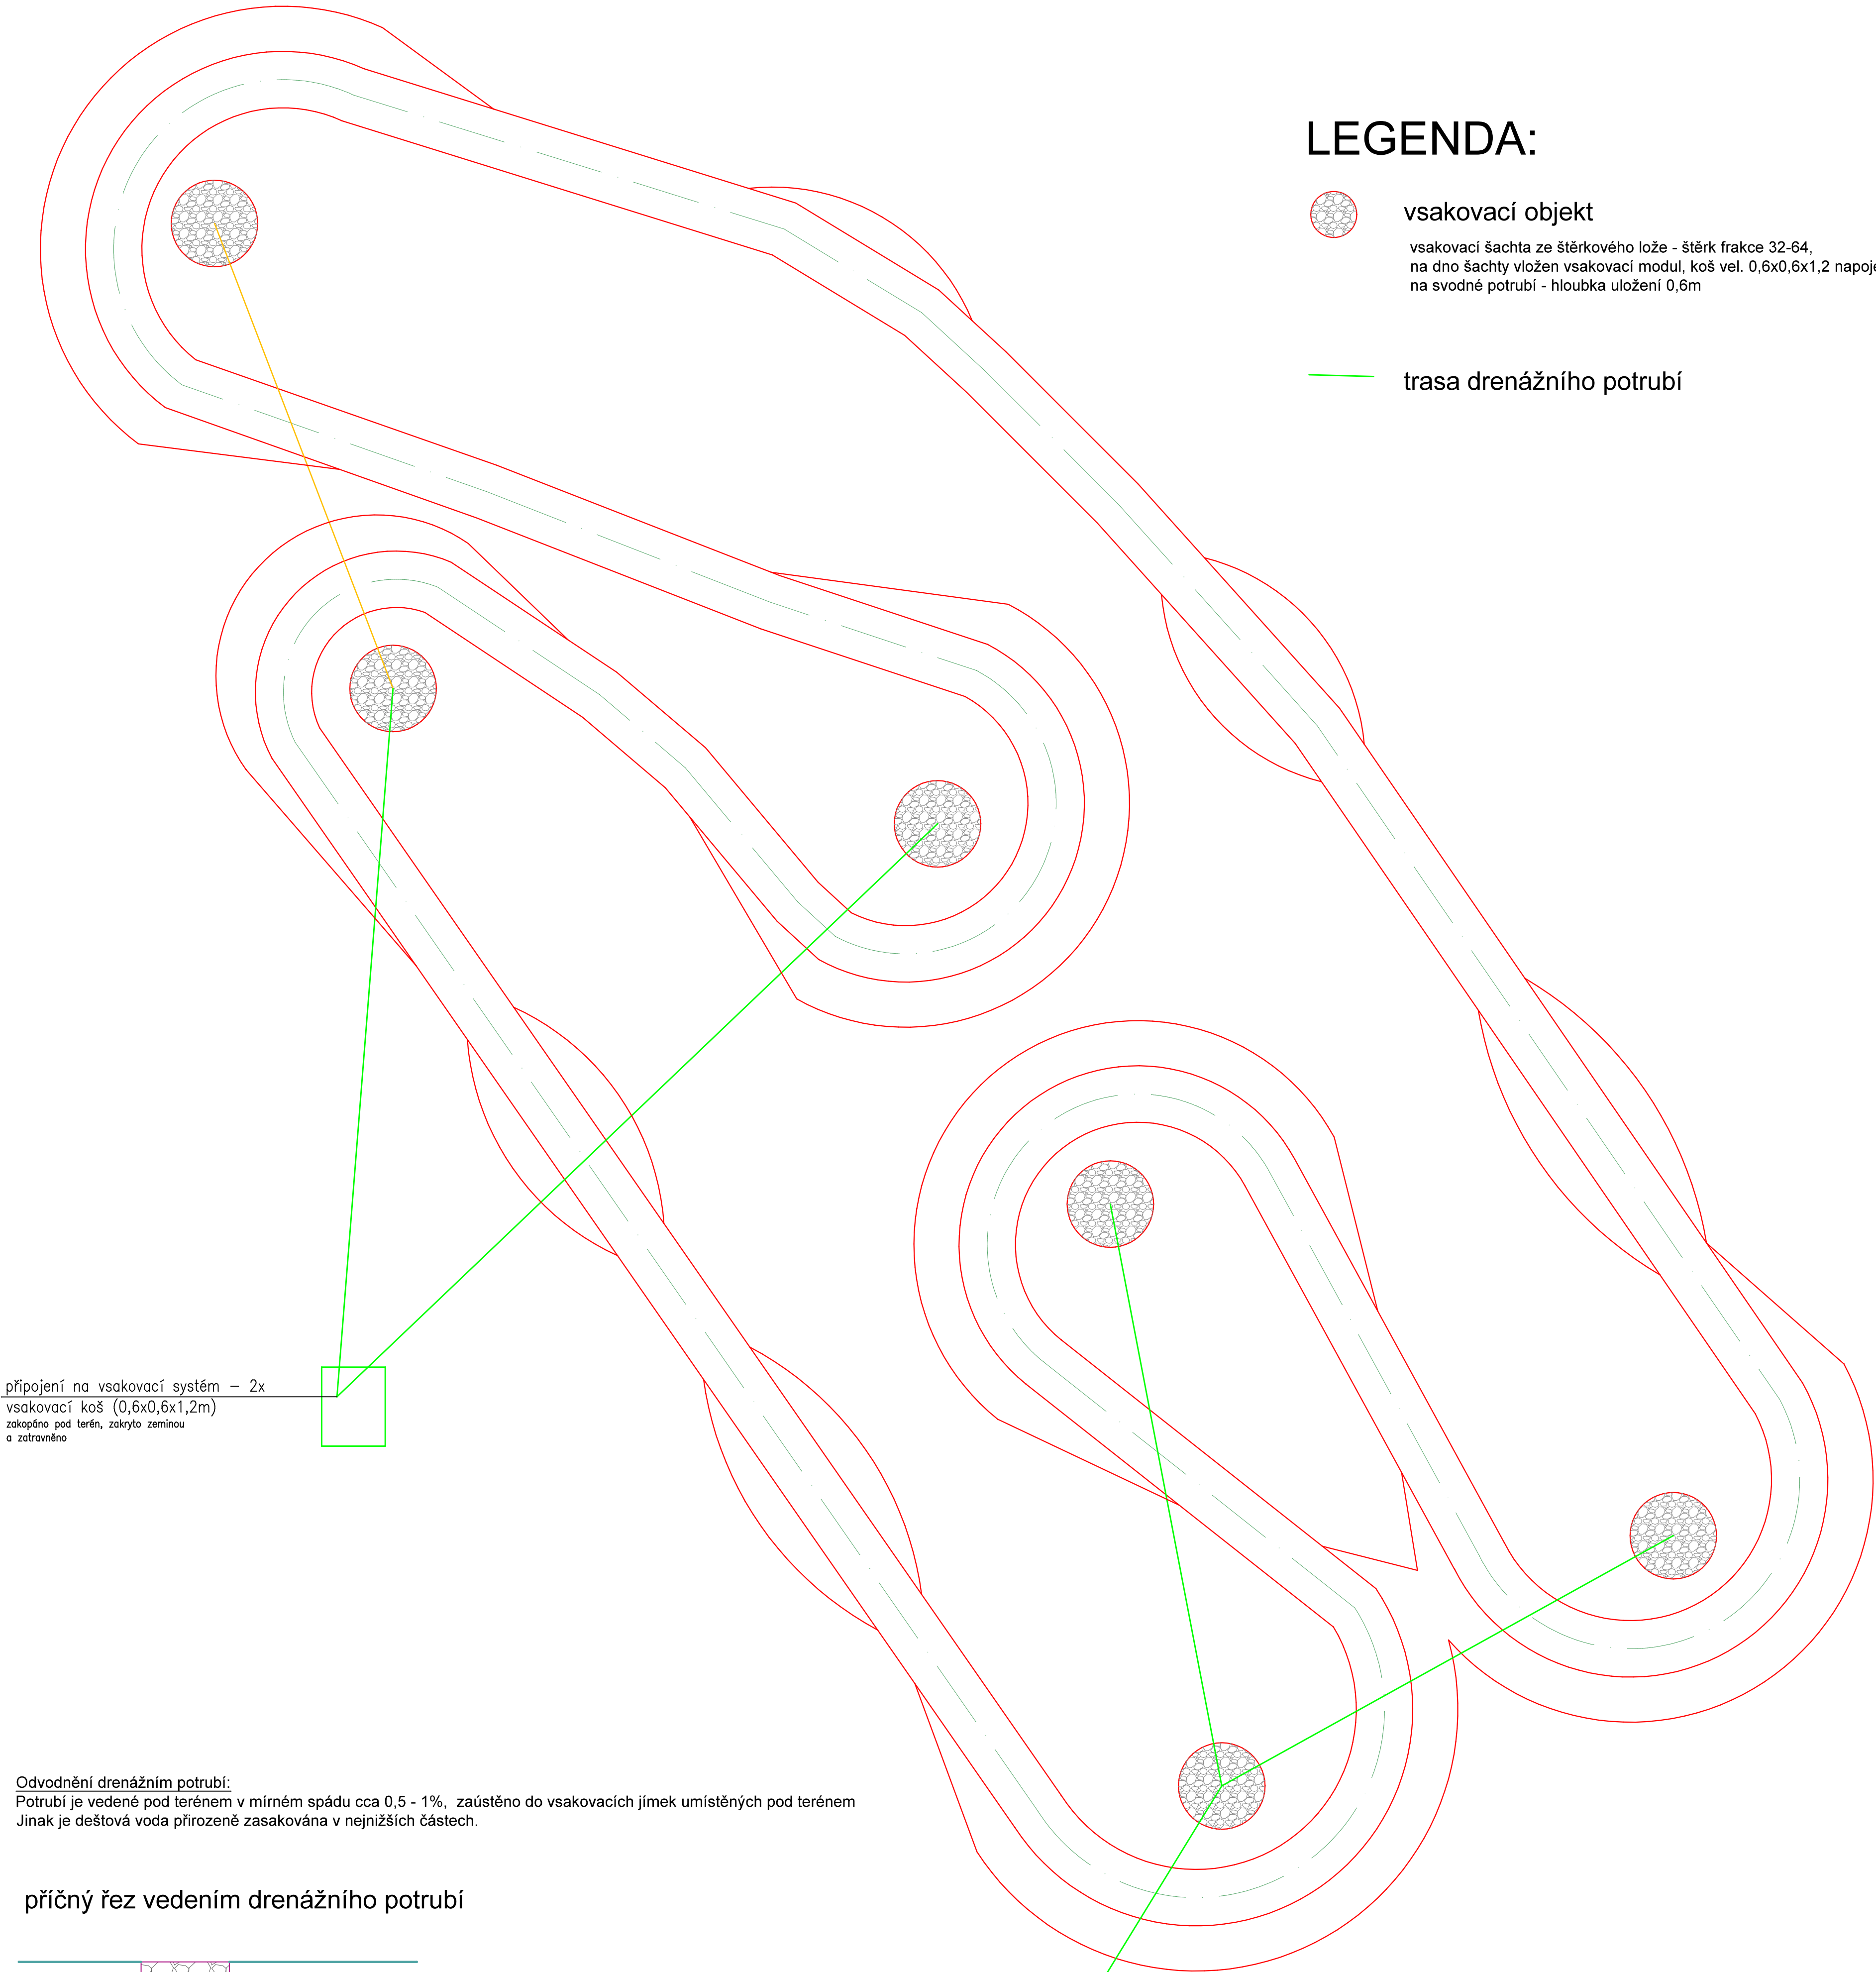 LEGENDA:
vsakovací objekt
vsakovací šachta ze štěrkového lože - štěrk frakce 32-64,
na dno šachty vložen vsakovací modul, koš vel. 0,6x0,6x1,2 napoje
na svodné potrubí - hloubka uložení 0,6m
trasa drenážního potrubí
připojení na vsakovací systém – 2x
vsakovací koš (0,6x0,6x1,2m)
zakopáno pod terén, zakryto zeminou
a zatravněno
Odvodnění drenážním potrubí:
Potrubí je vedené pod terénem v mírném spádu cca 0,5 - 1%, zaústěno do vsakovacích jímek umístěných pod terénem
Jinak je deštová voda přirozeně zasakována v nejnižších částech.
příčný řez vedením drenážního potrubí